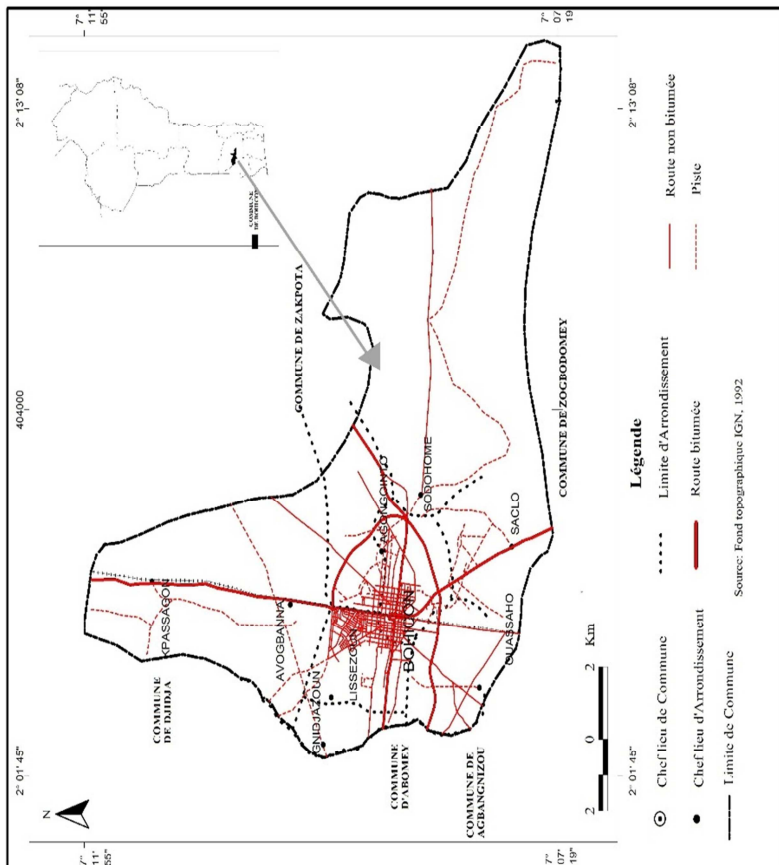 2° 01' 45"
404000
2° 13' 08"
7° 11' 55"
7° 11' 55"
N
COMMUNE
DE BOHICON
COMMUNE
DE DJIDJA
KPASSAGON
COMMUNE DE ZAKPOTA
AVOGBANNA
GNIDJAZOUN
LISSEZOUN
AGONGOINTO
BOHICON
SODOHOME
COMMUNE
D'ABOMEY
COMMUNE DE
AGBANGNIZOU
OUASSAHO
SACLO
COMMUNE DE ZOGBODOMEY
7° 07' 19"
7° 07' 19"
2 0 2 Km
2° 01' 45"
2° 13' 08"
Légende
Chef lieu de Commune
Chef lieu d'Arrondissement
Limite de Commune
Limite d'Arrondissement
Route bitumée
Route non bitumée
Piste
Source: Fond topographique IGN, 1992